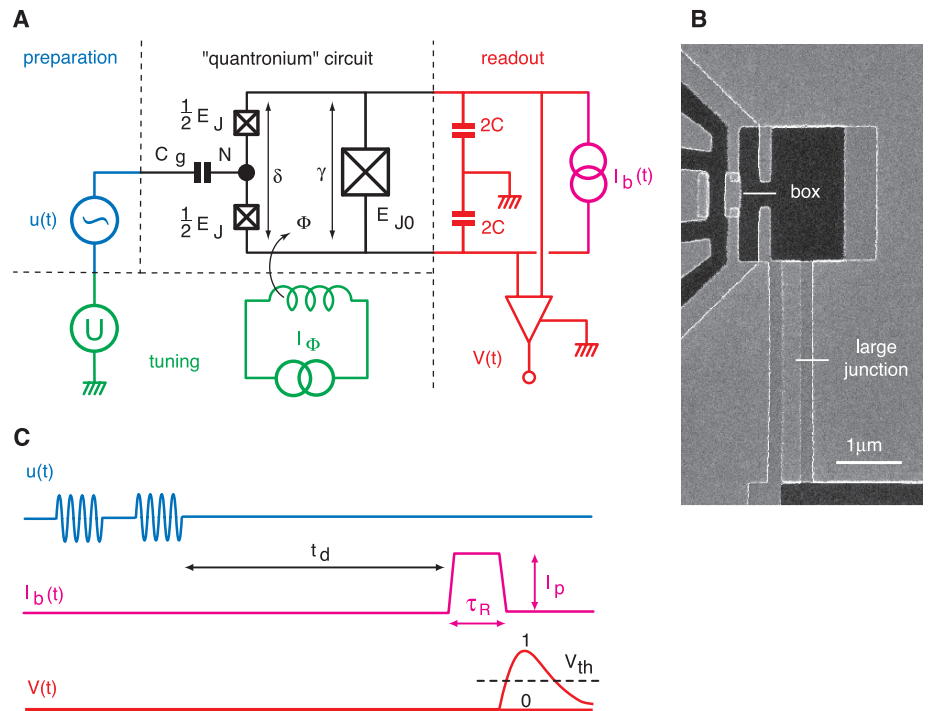 A
preparation
"quantronium" circuit
readout
½ E J
C g
N
δ
γ
2C
I b (t)
u(t)
½ E J
Φ
E J0
2C
U
tuning
I Φ
V(t)
B
box
large
junction
1µm
C
u(t)
t d
I b (t)
τ R
I p
1
V th
V(t)
0